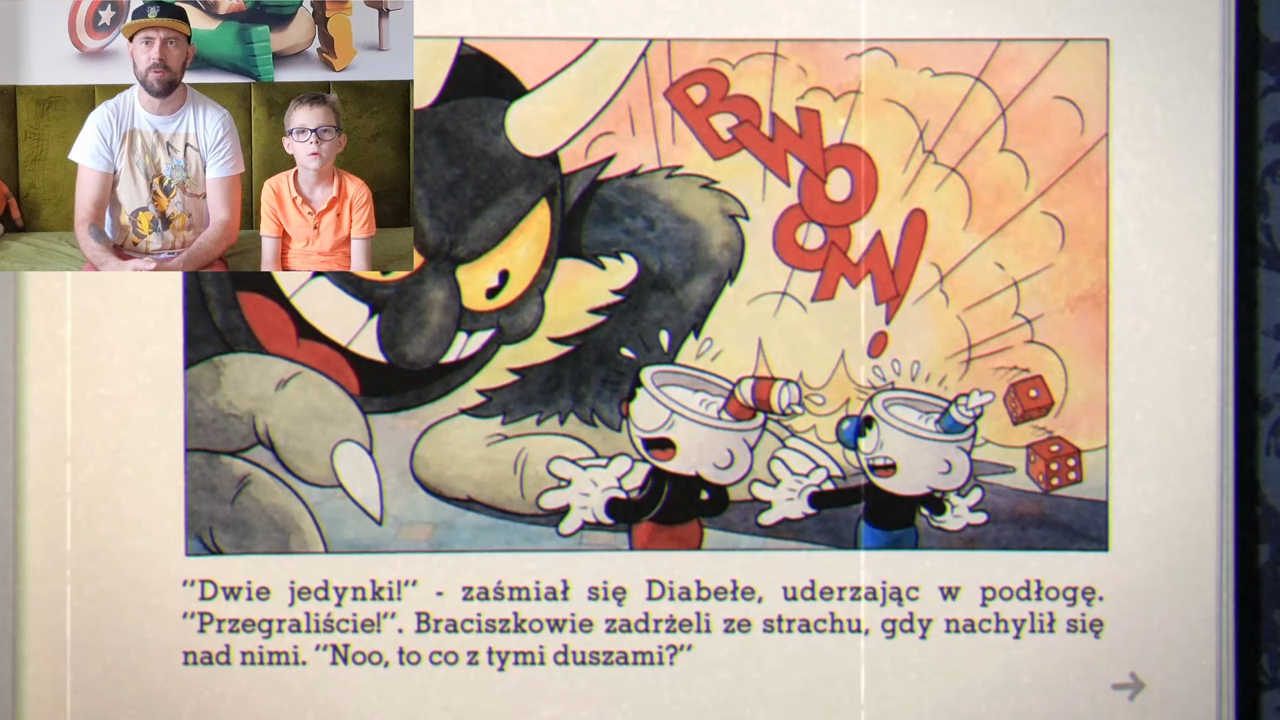 BWOOM!
“Dwie jedynki!“ - zaśmiał się Diabełe, uderzając w podłogę.
“Przegraliście!“. Braciszkowie zadrżeli ze strachu, gdy nachylił się
nad nimi. “Noo, to co z tymi duszami?“